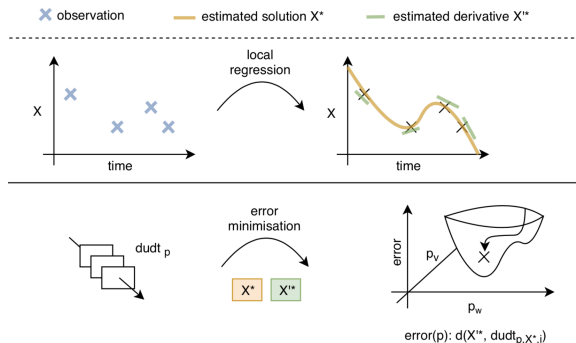 observation
estimated solution X*
estimated derivative X'*
local
regression
X
time
X
time
dudt p
error
minimisation
X*
X'*
error
p_v
p_w
error(p): d(X'*, dudt_p,X*,i)